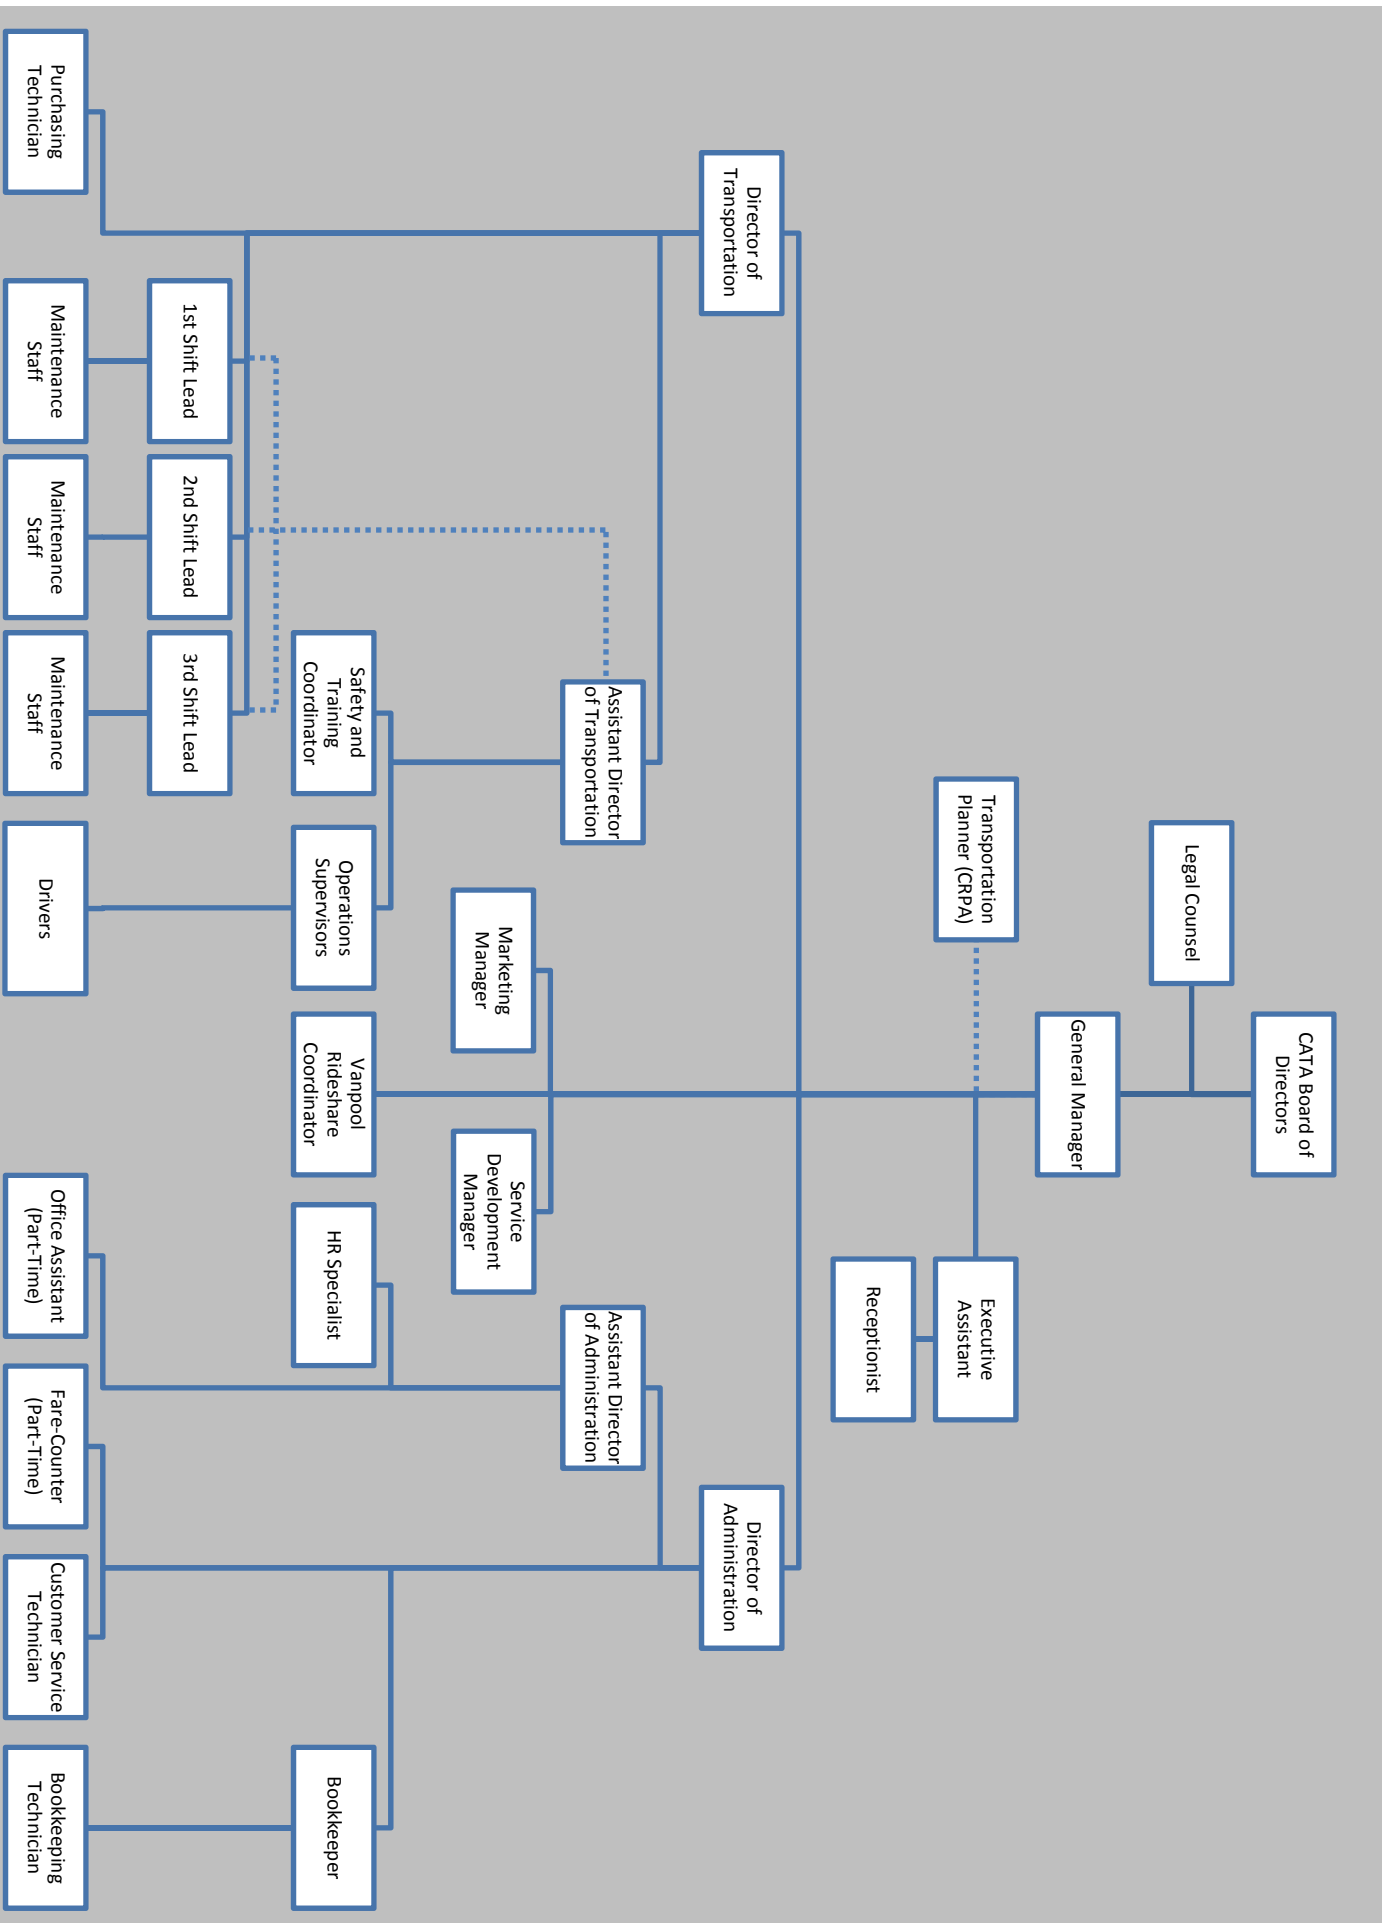 CATA Board of
Directors
Legal Counsel
General Manager
Transportation
Planner (CRPA)
Executive
Assistant
Receptionist
Director of
Transportation
Director of
Administration
Assistant Director
of Transportation
Assistant Director
of Administration
Marketing
Manager
Service
Development
Manager
Safety and
Training
Coordinator
Operations
Supervisors
Vanpool
Rideshare
Coordinator
HR Specialist
Bookkeeper
1st Shift Lead
2nd Shift Lead
3rd Shift Lead
Purchasing
Technician
Maintenance
Staff
Maintenance
Staff
Maintenance
Staff
Drivers
Office Assistant
(Part-Time)
Fare-Counter
(Part-Time)
Customer Service
Technician
Bookkeeping
Technician